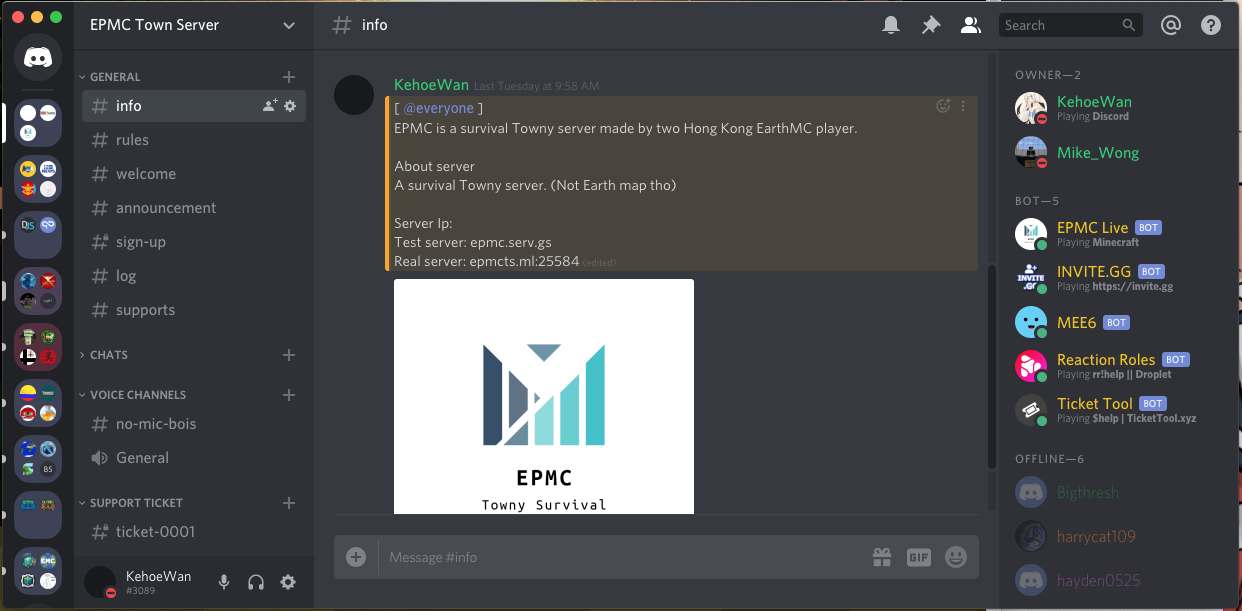 EPMC Town Server
GENERAL
info
rules
welcome
announcement
sign-up
log
supports
CHATS
VOICE CHANNELS
no-mic-bois
General
SUPPORT TICKET
ticket-0001
KehoeWan
#3089
info
Search
KehoeWan Last Tuesday at 9:58 AM
[ @everyone ]
EPMC is a survival Towny server made by two Hong Kong EarthMC player.
About server
A survival Towny server. (Not Earth map tho)
Server Ip:
Test server: epmc.serv.gs
Real server: epmcts.ml:25584 (edited)
EPMC
Towny Survival
Message #info
GIF
OWNER—2
KehoeWan
Playing Discord
Mike_Wong
BOT—5
EPMC Live BOT
Playing Minecraft
INVITE.GG BOT
Playing https://invite.gg
MEE6 BOT
Reaction Roles BOT
Playing rr!help || Droplet
Ticket Tool BOT
Playing $help | TicketTool.xyz
OFFLINE—6
Bigthresh
harrycat109
hayden0525